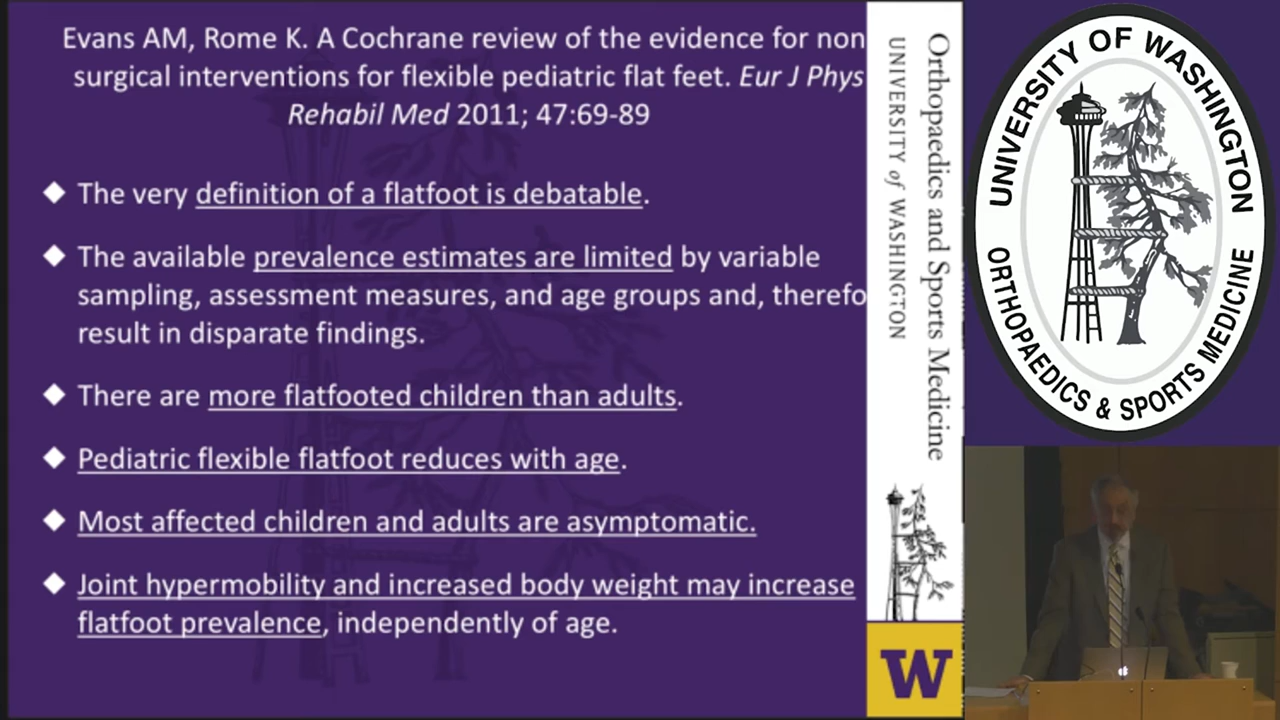 Evans AM, Rome K. A Cochrane review of the evidence for non
surgical interventions for flexible pediatric flat feet. Eur J Phys
Rehabil Med 2011; 47:69-89
◆ The very definition of a flatfoot is debatable.
◆ The available prevalence estimates are limited by variable
sampling, assessment measures, and age groups and, therefo
result in disparate findings.
◆ There are more flatfooted children than adults.
◆ Pediatric flexible flatfoot reduces with age.
◆ Most affected children and adults are asymptomatic.
◆ Joint hypermobility and increased body weight may increase
flatfoot prevalence, independently of age.
Orthopaedics and Sports Medicine
UNIVERSITY of WASHINGTON
W
UNIVERSITY OF WASHINGTON
ORTHOPAEDICS & SPORTS MEDICINE